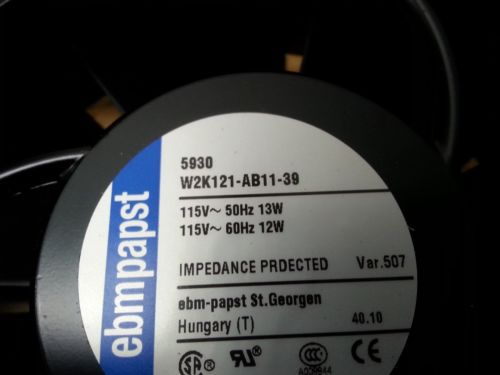 ebmpapst
5930
W2K121-AB11-39
115V~ 50Hz 13W
115V~ 60Hz 12W
IMPEDANCE PRDECTED Var.507
ebm-papst St.Georgen
Hungary (T) 40.10